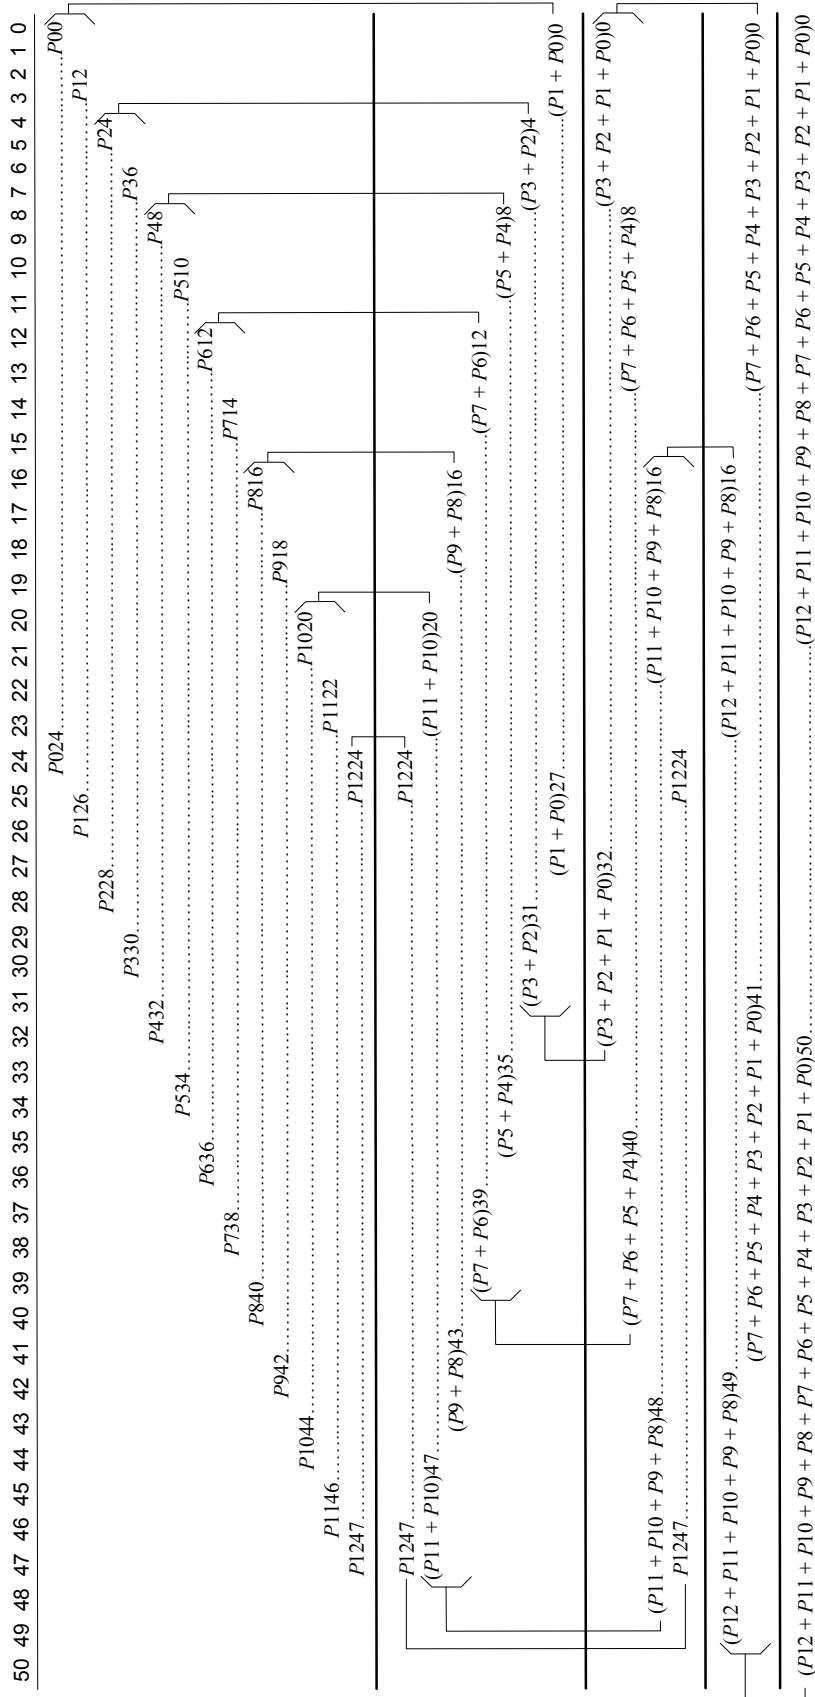 50 49 48 47 46 45 44 43 42 41 40 39 38 37 36 35 34 33 32 31 30 29 28 27 26 25 24 23 22 21 20 19 18 17 16 15 14 13 12 11 10 9 8 7 6 5 4 3 2 1 0
P024 P00
P126 P12
P228 P24
P330 P36
P432 P48
P534 P510
P636 P612
P738 P714
P840 P816
P942 P918
P1044 P1020
P1146 P1122
P1247 P1224
P1247 P1224
(P11 + P10)47 (P11 + P10)20
(P9 + P8)43 (P9 + P8)16
(P7 + P6)39 (P7 + P6)12
(P5 + P4)35 (P5 + P4)8
(P3 + P2)31 (P3 + P2)4
(P1 + P0)27 (P1 + P0)0
(P3 + P2 + P1 + P0)32 (P3 + P2 + P1 + P0)0
(P7 + P6 + P5 + P4)40 (P7 + P6 + P5 + P4)8
(P11 + P10 + P9 + P8)48 (P11 + P10 + P9 + P8)16
P1247 P1224
(P12 + P11 + P10 + P9 + P8)49 (P12 + P11 + P10 + P9 + P8)16
(P7 + P6 + P5 + P4 + P3 + P2 + P1 + P0)41 (P7 + P6 + P5 + P4 + P3 + P2 + P1 + P0)0
(P12 + P11 + P10 + P9 + P8 + P7 + P6 + P5 + P4 + P3 + P2 + P1 + P0)50 (P12 + P11 + P10 + P9 + P8 + P7 + P6 + P5 + P4 + P3 + P2 + P1 + P0)0